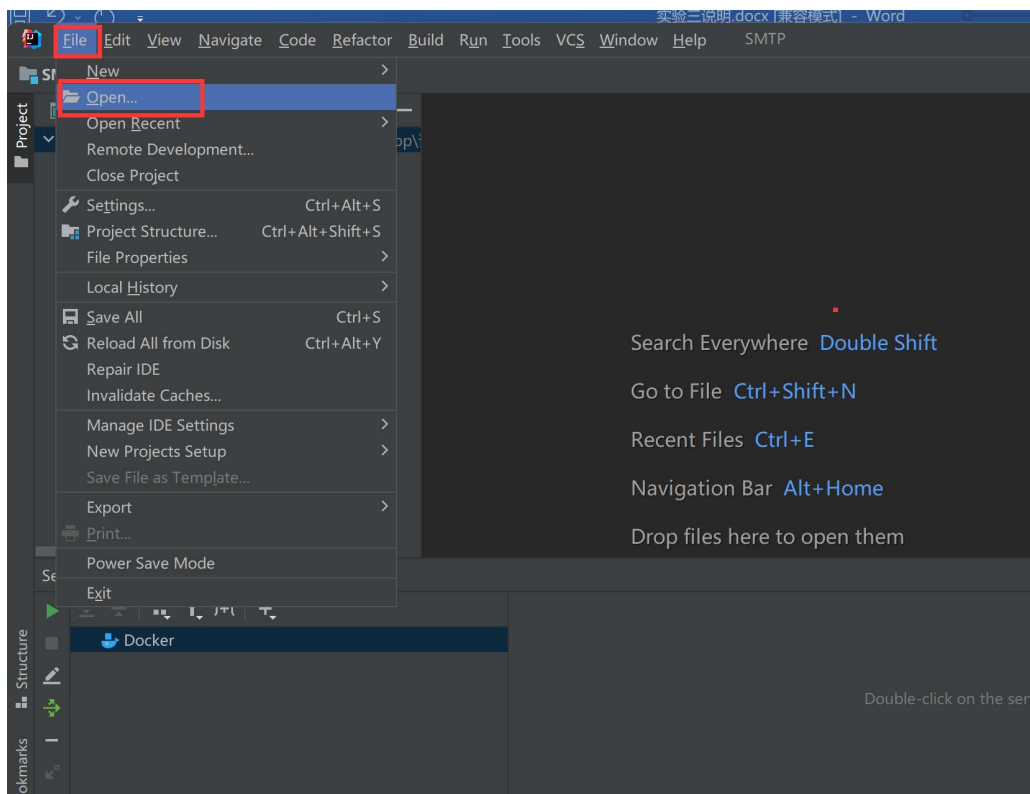 实验三说明.docx [兼容模式] - Word
File Edit View Navigate Code Refactor Build Run Tools VCS Window Help SMTP
New
Open...
Open Recent
Remote Development...
Close Project
Settings... Ctrl+Alt+S
Project Structure... Ctrl+Alt+Shift+S
File Properties
Local History
Save All Ctrl+S
Reload All from Disk Ctrl+Alt+Y
Repair IDE
Invalidate Caches...
Manage IDE Settings
New Projects Setup
Save File as Template...
Export
Print...
Power Save Mode
Exit
Project
Search Everywhere Double Shift
Go to File Ctrl+Shift+N
Recent Files Ctrl+E
Navigation Bar Alt+Home
Drop files here to open them
Docker
Double-click on the ser
Structure
okmarks